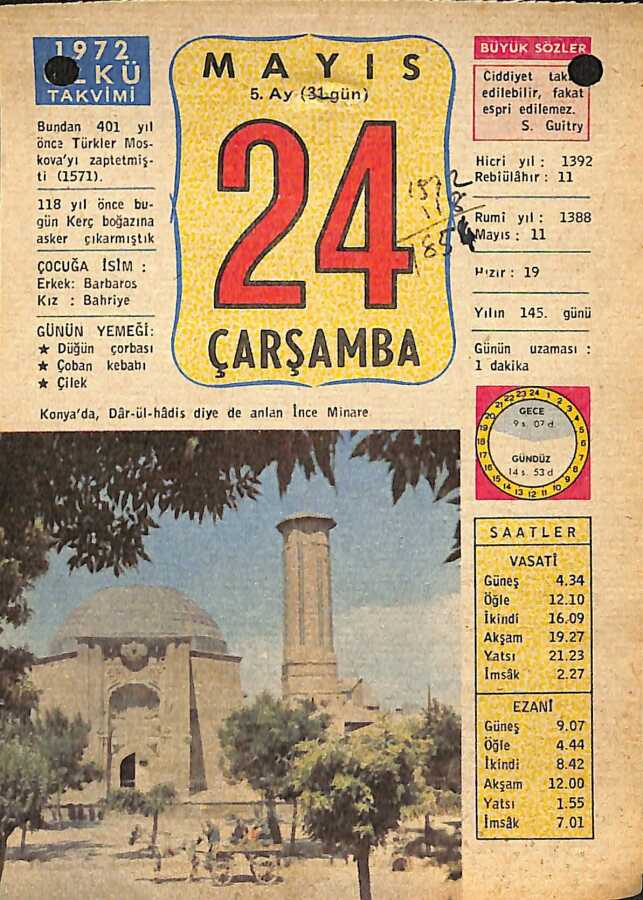 1972
ÜLKÜ
TAKVİMİ
Bundan 401 yıl
önce Türkler Mos-
kova'yı zaptetmiş-
ti (1571).
118 yıl önce bu-
gün Kerç boğazına
asker çıkarmıştık
ÇOCUĞA İSİM :
Erkek: Barbaros
Kız : Bahriye
GÜNÜN YEMEĞİ:
★ Düğün çorbası
★ Çoban kebabı
★ Çilek
MAYIS
5. Ay (31 gün)
24
ÇARŞAMBA
1972
118
1854
BÜYÜK SÖZLER
Ciddiyet
edilebilir, fakat
espri edilemez.
S. Guitry
Hicri yıl : 1392
Rebiülâhır : 11
Rumi yıl : 1388
Mayıs : 11
Hızır : 19
Yılın 145. günü
Günün uzaması :
1 dakika
GECE
9 s. 07 d.
GÜNDÜZ
14 s. 53 d
Konya'da, Dâr-ül-hâdis diye de anlan İnce Minare
SAATLER
VASATİ
Güneş 4.34
Öğle 12.10
İkindi 16.09
Akşam 19.27
Yatsı 21.23
İmsâk 2.27
EZANİ
Güneş 9.07
Öğle 4.44
İkindi 8.42
Akşam 12.00
Yatsı 1.55
İmsâk 7.01